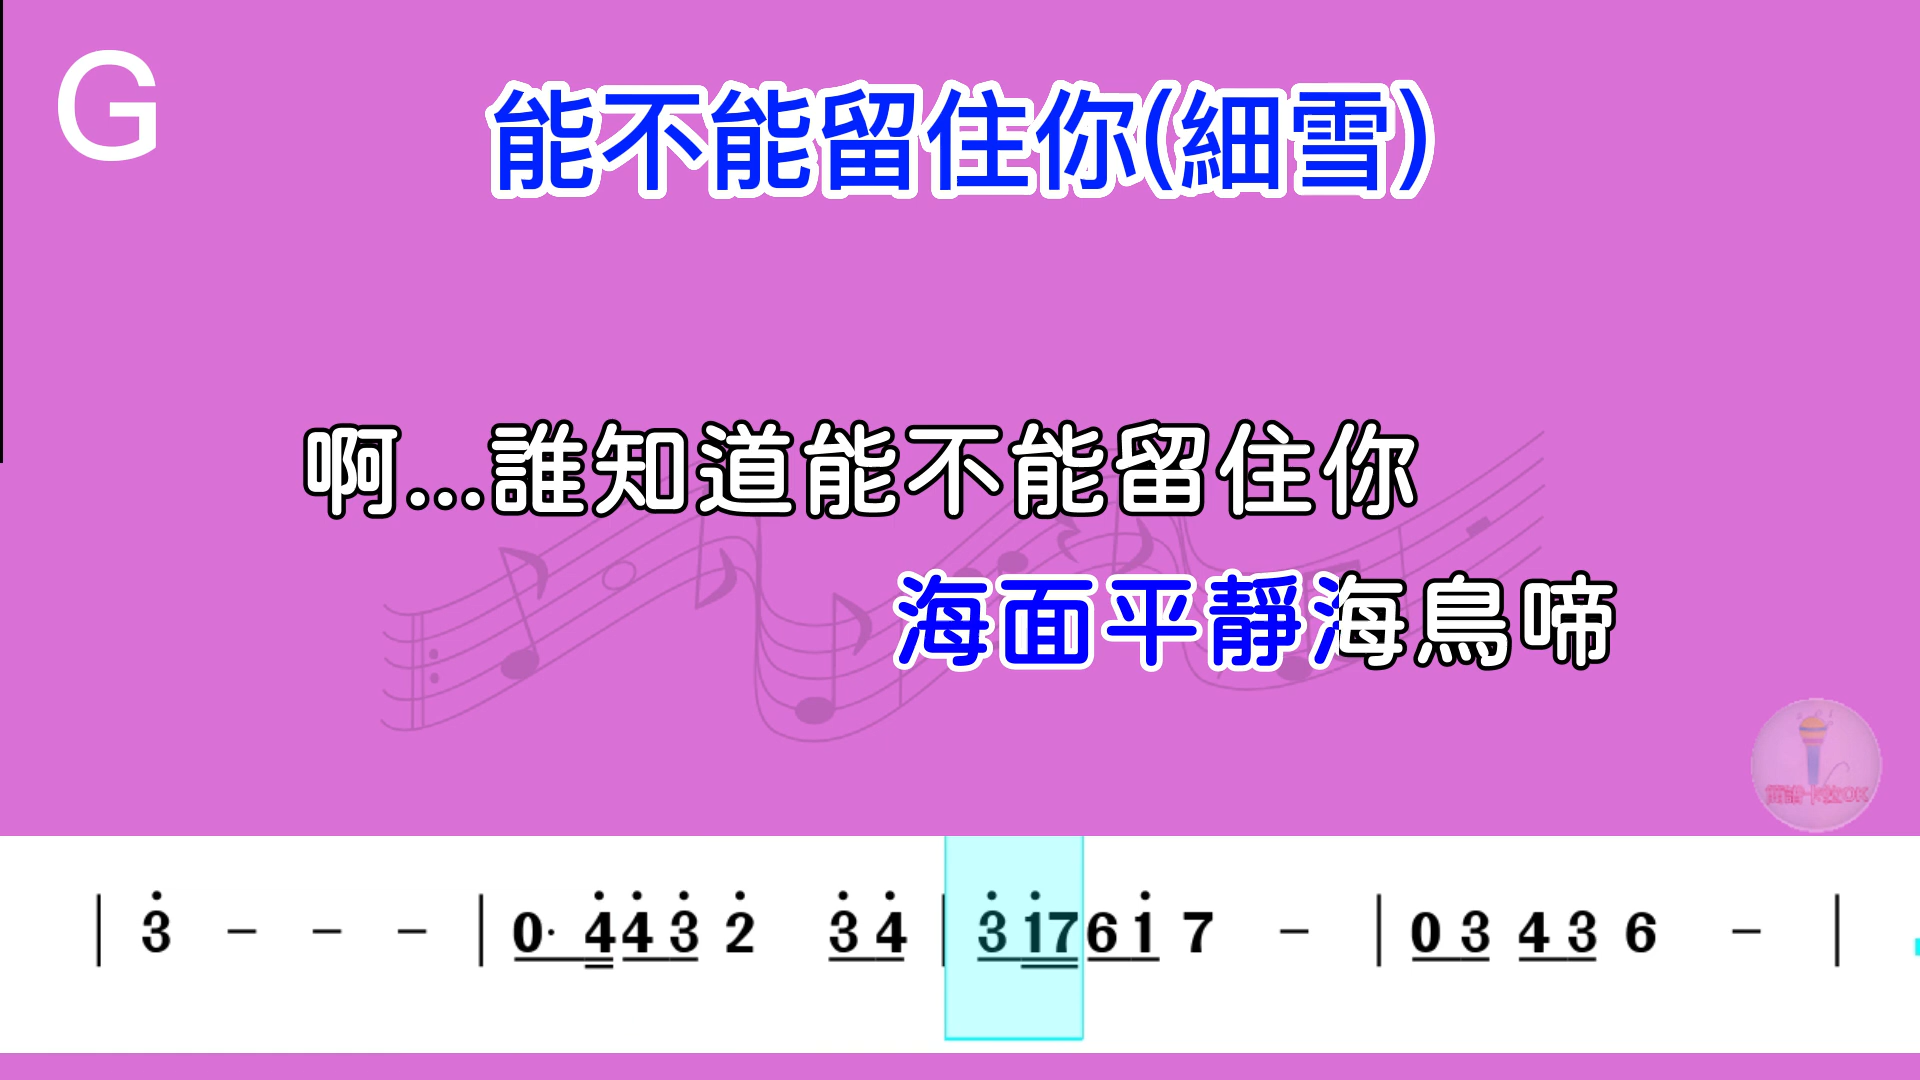 G
能不能留住你(細雪)
啊...誰知道能不能留住你
海面平靜海鳥啼
| 3̇ – – – | 0· 4̇ 4̇ 3̇ 2̇ 3̇ 4̇ | 3̇ 1̇ 7 6 1̇ 7 – | 0 3 4 3 6 – |